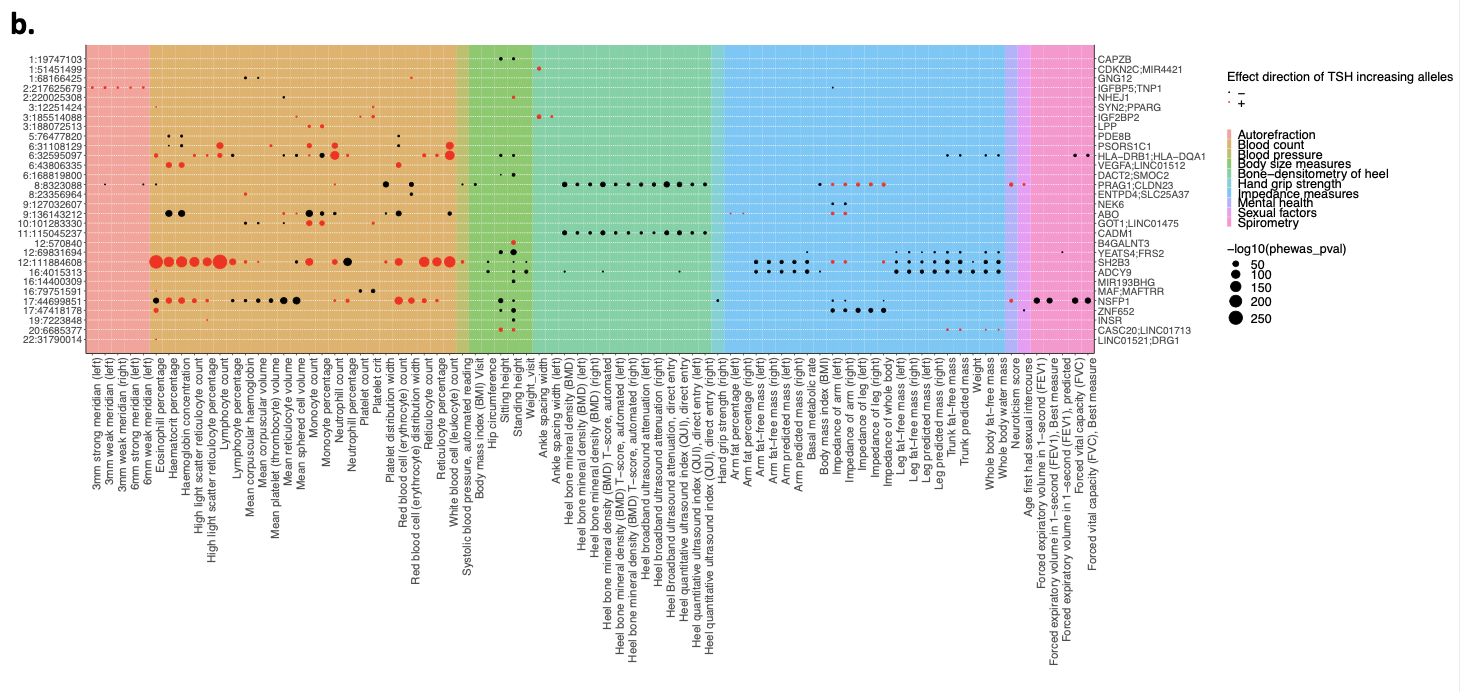 b.
1:19747103
1:51451499
1:68166425
2:217625679
2:220025308
3:12251424
3:185514088
3:188072513
5:76477820
6:31108129
6:32595097
6:43806335
6:168819800
8:8323088
8:23356964
9:127032607
9:136143212
10:101283330
11:115045237
12:570840
12:69831694
12:111884608
16:4015313
16:14400309
16:79751591
17:44699851
17:47418178
19:7223848
20:6685377
22:31790014
CAPZB
CDKN2C;MIR4421
GNG12
IGFBP5;TNP1
NHEJ1
SYN2;PPARG
IGF2BP2
LPP
PDE8B
PSORS1C1
HLA−DRB1;HLA−DQA1
VEGFA;LINC01512
DACT2;SMOC2
PRAG1;CLDN23
ENTPD4;SLC25A37
NEK6
ABO
GOT1;LINC01475
CADM1
B4GALNT3
YEATS4;FRS2
SH2B3
ADCY9
MIR193BHG
MAF;MAFTRR
NSFP1
ZNF652
INSR
CASC20;LINC01713
LINC01521;DRG1
3mm strong meridian (left)
3mm weak meridian (left)
3mm weak meridian (right)
6mm strong meridian (left)
6mm weak meridian (left)
Eosinophill percentage
Haematocrit percentage
Haemoglobin concentration
High light scatter reticulocyte count
High light scatter reticulocyte percentage
Lymphocyte count
Lymphocyte percentage
Mean corpuscular haemoglobin
Mean corpuscular volume
Mean platelet (thrombocyte) volume
Mean reticulocyte volume
Mean sphered cell volume
Monocyte count
Monocyte percentage
Neutrophill count
Neutrophill percentage
Platelet count
Platelet crit
Platelet distribution width
Red blood cell (erythrocyte) count
Red blood cell (erythrocyte) distribution width
Reticulocyte count
Reticulocyte percentage
White blood cell (leukocyte) count
Systolic blood pressure, automated reading
Body mass index (BMI) Visit
Hip circumference
Sitting height
Standing height
Weight_visit
Ankle spacing width
Ankle spacing width (left)
Heel bone mineral density (BMD)
Heel bone mineral density (BMD) (left)
Heel bone mineral density (BMD) (right)
Heel bone mineral density (BMD) T−score, automated
Heel bone mineral density (BMD) T−score, automated (left)
Heel bone mineral density (BMD) T−score, automated (right)
Heel broadband ultrasound attenuation (left)
Heel broadband ultrasound attenuation (right)
Heel Broadband ultrasound attenuation, direct entry
Heel quantitative ultrasound index (QUI), direct entry
Heel quantitative ultrasound index (QUI), direct entry (left)
Heel quantitative ultrasound index (QUI), direct entry (right)
Hand grip strength (right)
Arm fat percentage (left)
Arm fat percentage (right)
Arm fat−free mass (left)
Arm fat−free mass (right)
Arm predicted mass (left)
Arm predicted mass (right)
Basal metabolic rate
Body mass index (BMI)
Impedance of arm (left)
Impedance of arm (right)
Impedance of leg (left)
Impedance of leg (right)
Impedance of whole body
Leg fat−free mass (left)
Leg fat−free mass (right)
Leg predicted mass (left)
Leg predicted mass (right)
Trunk fat−free mass
Trunk predicted mass
Weight
Whole body fat−free mass
Whole body water mass
Neuroticism score
Age first had sexual intercourse
Forced expiratory volume in 1−second (FEV1)
Forced expiratory volume in 1−second (FEV1), Best measure
Forced expiratory volume in 1−second (FEV1), predicted
Forced vital capacity (FVC)
Forced vital capacity (FVC), Best measure
Effect direction of TSH increasing alleles
−
+
Autorefraction
Blood count
Blood pressure
Body size measures
Bone−densitometry of heel
Hand grip strength
Impedance measures
Mental health
Sexual factors
Spirometry
−log10(phewas_pval)
50
100
150
200
250